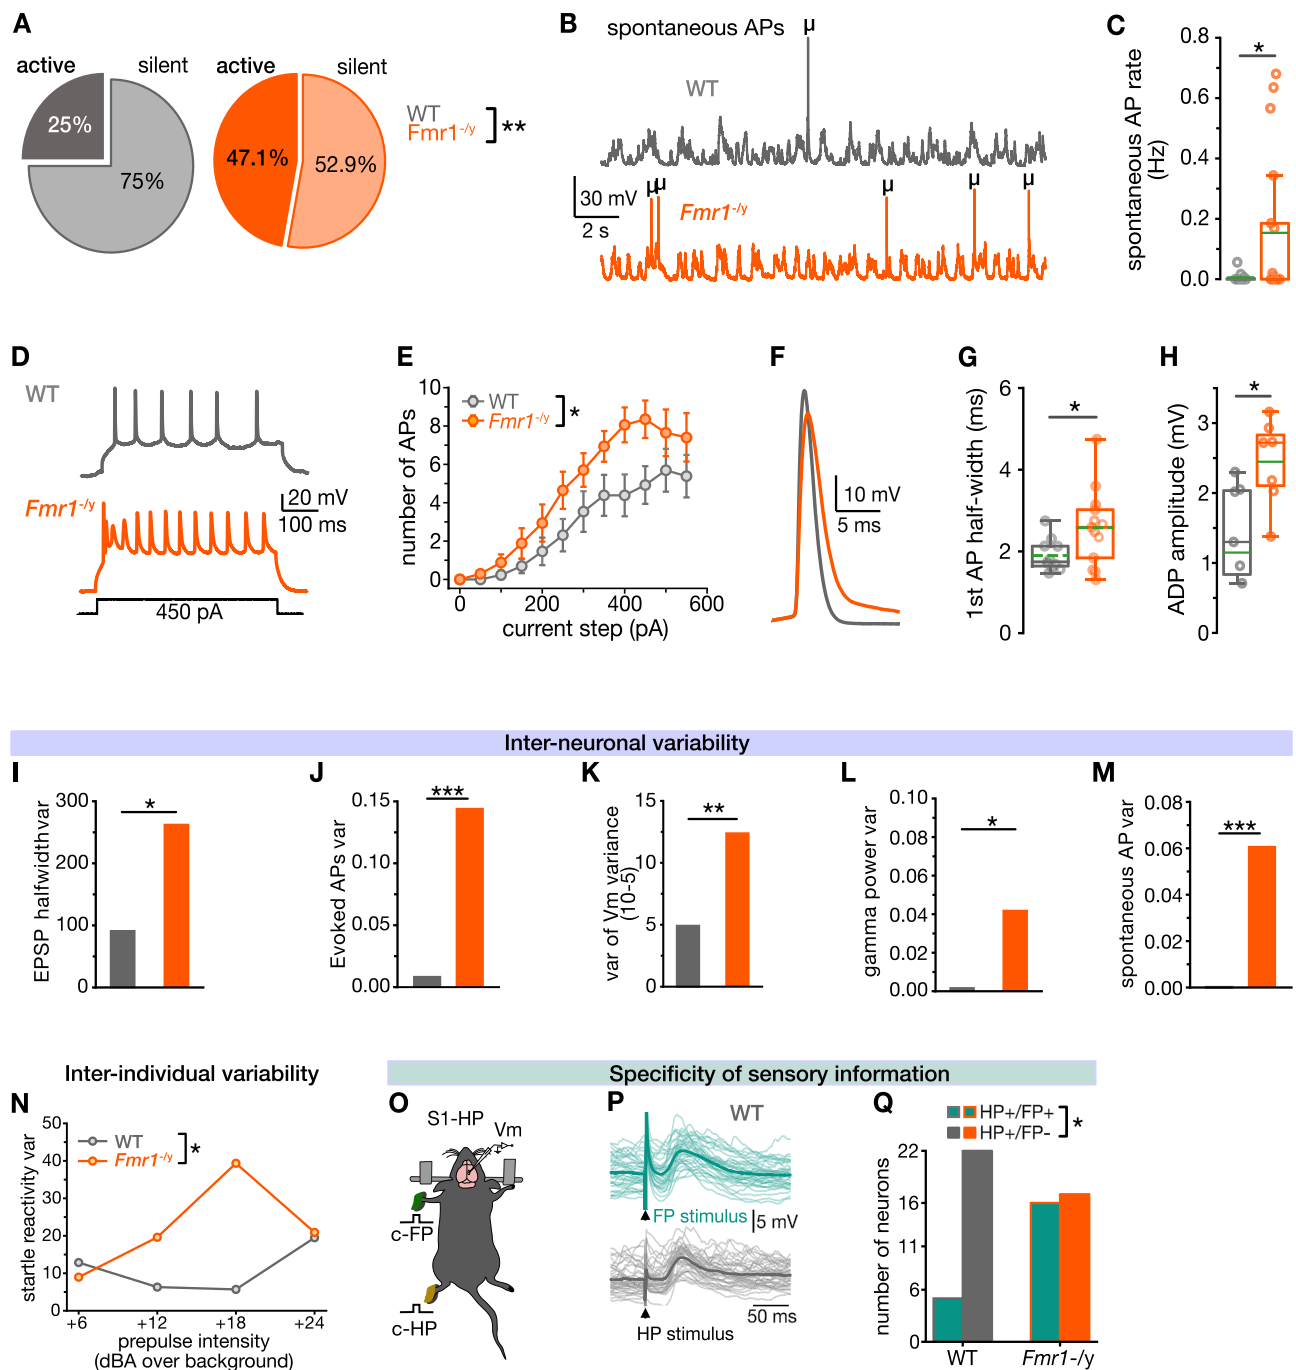 A
active
silent
25%
75%
active
silent
47.1%
52.9%
WT
Fmr1-/y
**
B
spontaneous APs
µ
WT
30 mV
2 s
µµ
µ
µ
µ
Fmr1-/y
C
spontaneous AP rate
(Hz)
0.8
0.6
0.4
0.2
0.0
*
D
WT
Fmr1-/y
20 mV
100 ms
450 pA
E
number of APs
10
8
6
4
2
0
WT
Fmr1-/y
*
0
200
400
600
current step (pA)
F
10 mV
5 ms
G
1st AP half-width (ms)
6
4
2
0
*
H
ADP amplitude (mV)
3
2
1
0
*
Inter-neuronal variability
I
EPSP halfwidth var
300
200
100
0
*
J
Evoked APs var
0.15
0.10
0.05
0.00
***
K
var of Vm variance
(10-5)
15
10
5
0
**
L
gamma power var
0.10
0.08
0.06
0.04
0.02
0.00
*
M
spontaneous AP var
0.08
0.06
0.04
0.02
0.00
***
Inter-individual variability
N
startle reactivity var
50
40
30
20
10
0
WT
Fmr1-/y
*
+6
+12
+18
+24
prepulse intensity
(dBA over background)
Specificity of sensory information
O
S1-HP
Vm
c-FP
c-HP
P
WT
FP stimulus
5 mV
HP stimulus
50 ms
Q
HP+/FP+
HP+/FP-
*
number of neurons
22
16
11
6
0
WT
Fmr1-/y